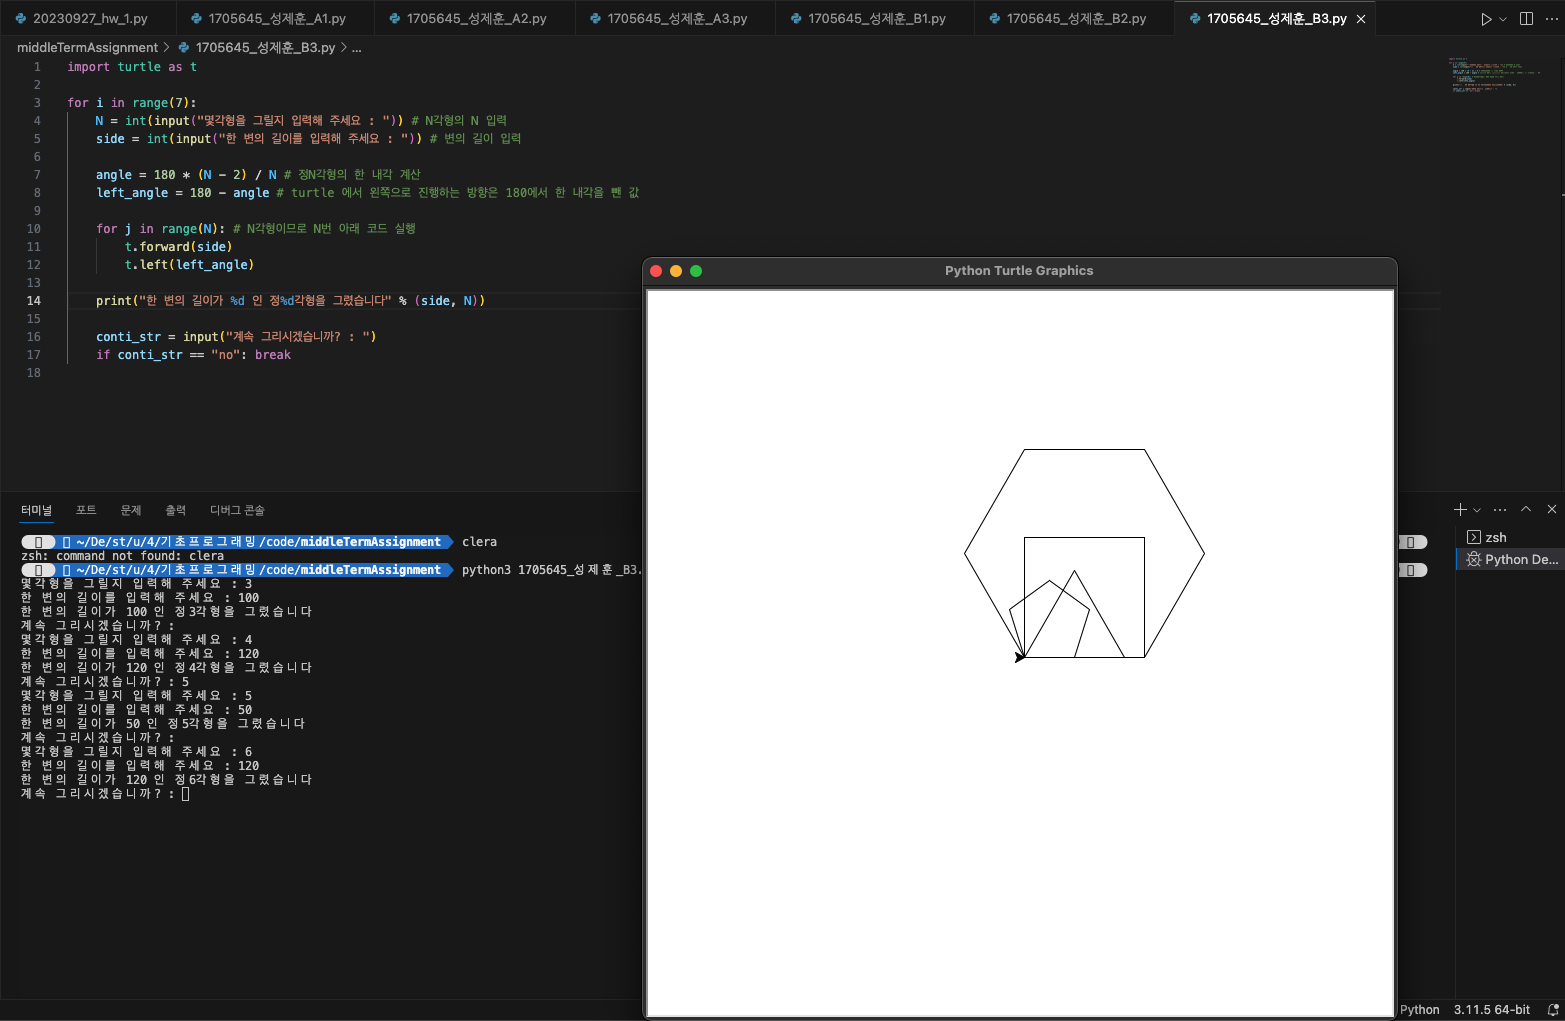 20230927_hw_1.py 1705645_성제훈_A1.py 1705645_성제훈_A2.py 1705645_성제훈_A3.py 1705645_성제훈_B1.py 1705645_성제훈_B2.py 1705645_성제훈_B3.py
middleTermAssignment > 1705645_성제훈_B3.py > ...
1 import turtle as t
2
3 for i in range(7):
4 N = int(input("몇각형을 그릴지 입력해 주세요 : ")) # N각형의 N 입력
5 side = int(input("한 변의 길이를 입력해 주세요 : ")) # 변의 길이 입력
6
7 angle = 180 * (N - 2) / N # 정N각형의 한 내각 계산
8 left_angle = 180 - angle # turtle 에서 왼쪽으로 진행하는 방향은 180에서 한 내각을 뺀 값
9
10 for j in range(N): # N각형이므로 N번 아래 코드 실행
11 t.forward(side)
12 t.left(left_angle)
13
14 print("한 변의 길이가 %d 인 정%d각형을 그렸습니다" % (side, N))
15
16 conti_str = input("계속 그리시겠습니까? : ")
17 if conti_str == "no": break
18
Python Turtle Graphics
터미널 포트 문제 출력 디버그 콘솔
~/De/st/u/4/기초프로그래밍/code/middleTermAssignment clera
zsh: command not found: clera
~/De/st/u/4/기초프로그래밍/code/middleTermAssignment python3 1705645_성제훈_B3.
몇각형을 그릴지 입력해 주세요 : 3
한 변의 길이를 입력해 주세요 : 100
한 변의 길이가 100 인 정3각형을 그렸습니다
계속 그리시겠습니까? :
몇각형을 그릴지 입력해 주세요 : 4
한 변의 길이를 입력해 주세요 : 120
한 변의 길이가 120 인 정4각형을 그렸습니다
계속 그리시겠습니까? : 5
몇각형을 그릴지 입력해 주세요 : 5
한 변의 길이를 입력해 주세요 : 50
한 변의 길이가 50 인 정5각형을 그렸습니다
계속 그리시겠습니까? :
몇각형을 그릴지 입력해 주세요 : 6
한 변의 길이를 입력해 주세요 : 120
한 변의 길이가 120 인 정6각형을 그렸습니다
계속 그리시겠습니까? :
zsh
Python De...
Python 3.11.5 64-bit